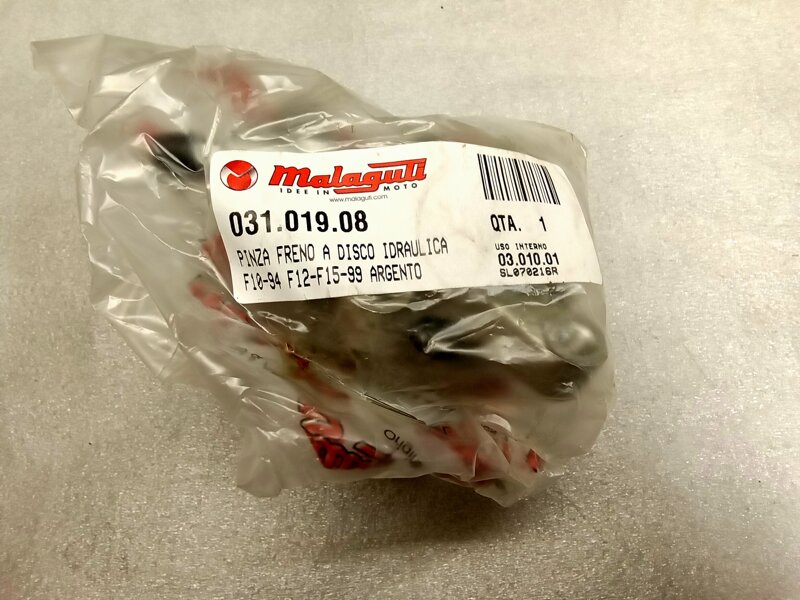 Malaguti
IDEE IN MOTO
www.malaguti.com
031.019.08
QTA. 1
PINZA FRENO A DISCO IDRAULICA
USO INTERNO
F10-94 F12-F15-99 ARGENTO
03.010.01
SL070216R